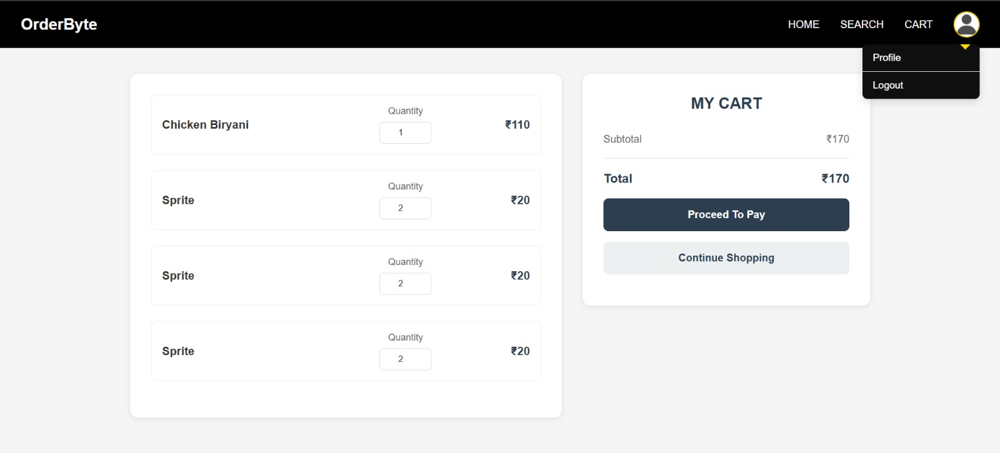 OrderByte
HOME SEARCH CART
Profile
Logout
Chicken Biryani
Quantity
1
₹110
Sprite
Quantity
2
₹20
Sprite
Quantity
2
₹20
Sprite
Quantity
2
₹20
MY CART
Subtotal ₹170
Total ₹170
Proceed To Pay
Continue Shopping